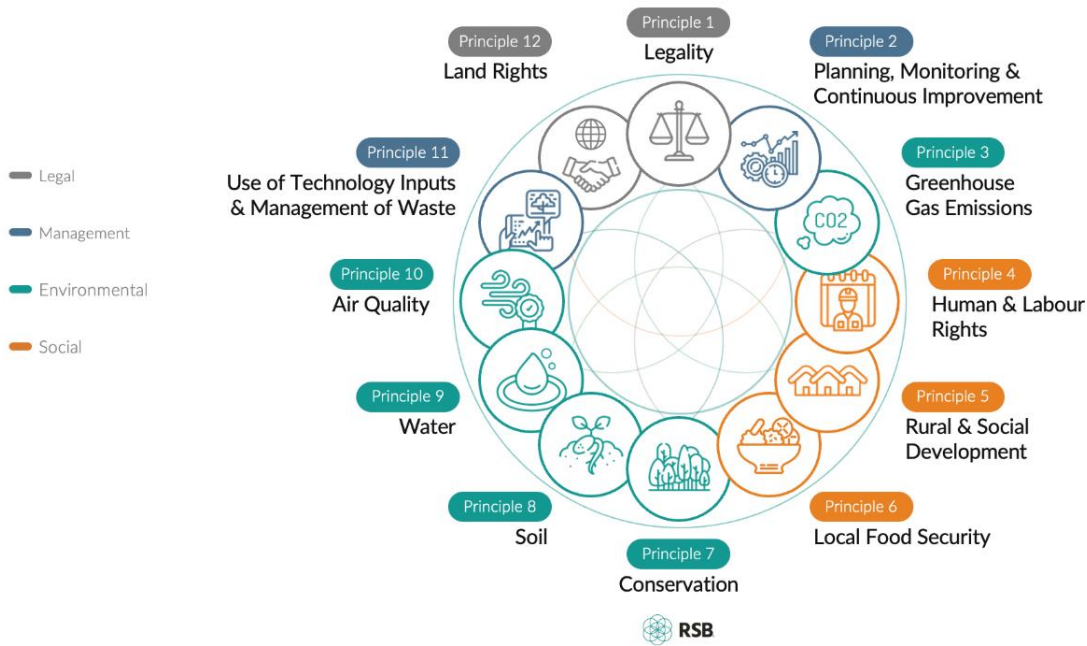 Principle 1
Legality
Principle 2
Planning, Monitoring &
Continuous Improvement
Principle 3
Greenhouse
Gas Emissions
Principle 4
Human & Labour
Rights
Principle 5
Rural & Social
Development
Principle 6
Local Food Security
Principle 7
Conservation
Principle 8
Soil
Principle 9
Water
Principle 10
Air Quality
Principle 11
Use of Technology Inputs
& Management of Waste
Principle 12
Land Rights
CO2
Legal
Management
Environmental
Social
RSB